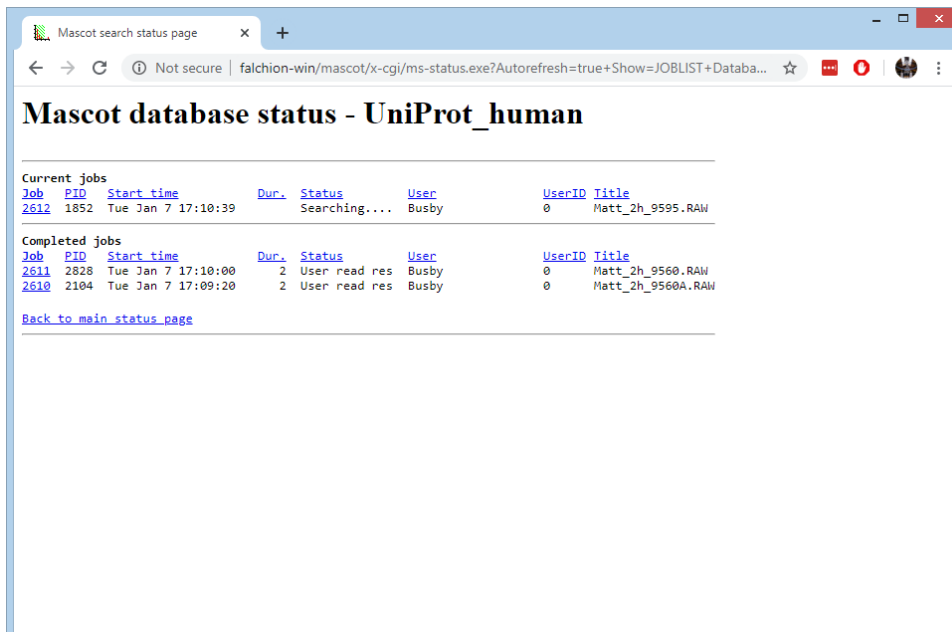 Mascot search status page
Not secure | falchion-win/mascot/x-cgi/ms-status.exe?Autorefresh=true+Show=JOBLIST+Databa...
Mascot database status - UniProt_human
Current jobs
Job PID Start time Dur. Status User UserID Title
2612 1852 Tue Jan 7 17:10:39 Searching.... Busby 0 Matt_2h_9595.RAW
Completed jobs
Job PID Start time Dur. Status User UserID Title
2611 2828 Tue Jan 7 17:10:00 2 User read res Busby 0 Matt_2h_9560.RAW
2610 2104 Tue Jan 7 17:09:20 2 User read res Busby 0 Matt_2h_9560A.RAW
Back to main status page